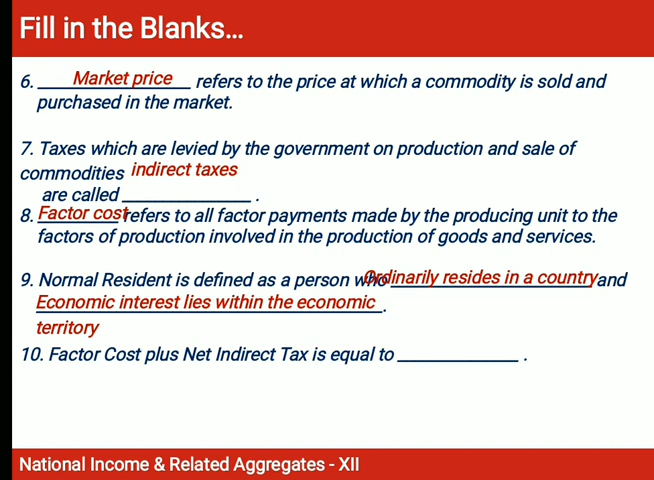 Fill in the Blanks...
6. Market price refers to the price at which a commodity is sold and
purchased in the market.
7. Taxes which are levied by the government on production and sale of
commodities indirect taxes
are called ______________ .
8. Factor cost refers to all factor payments made by the producing unit to the
factors of production involved in the production of goods and services.
9. Normal Resident is defined as a person who Ordinarily resides in a country and
Economic interest lies within the economic .
territory
10. Factor Cost plus Net Indirect Tax is equal to _____________ .
National Income & Related Aggregates - XII